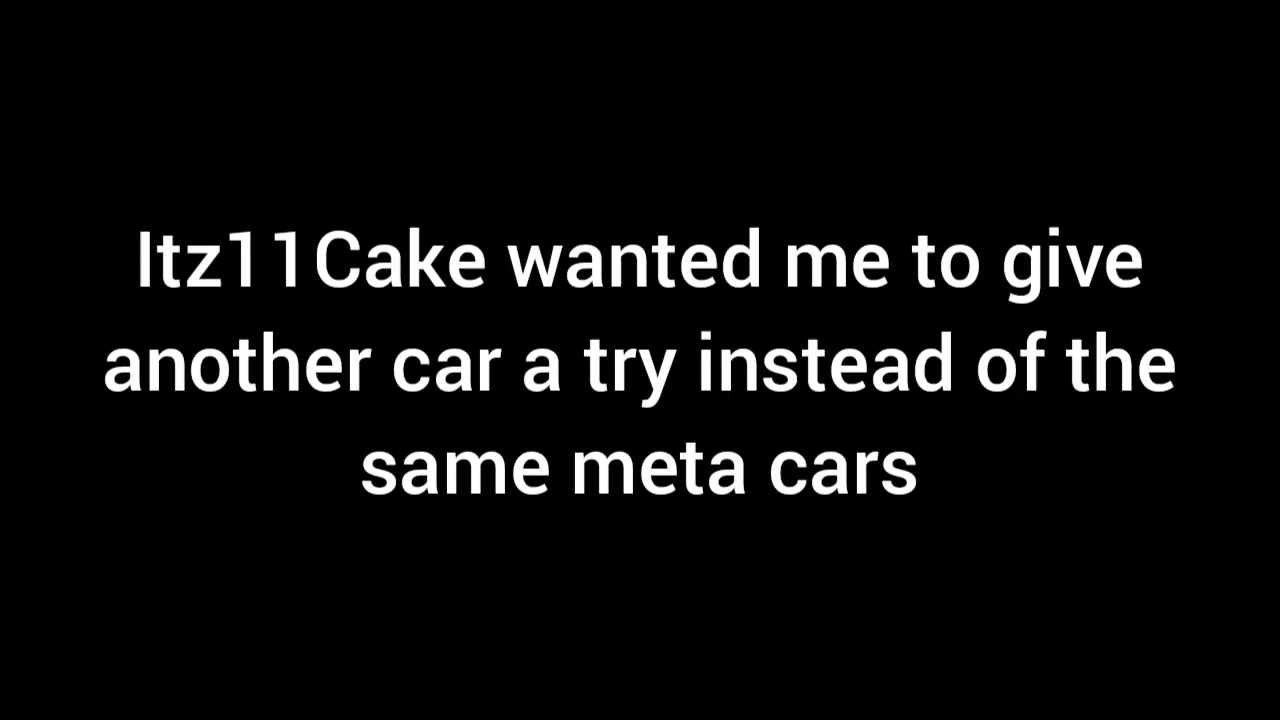 Itz11Cake wanted me to give
another car a try instead of the
same meta cars